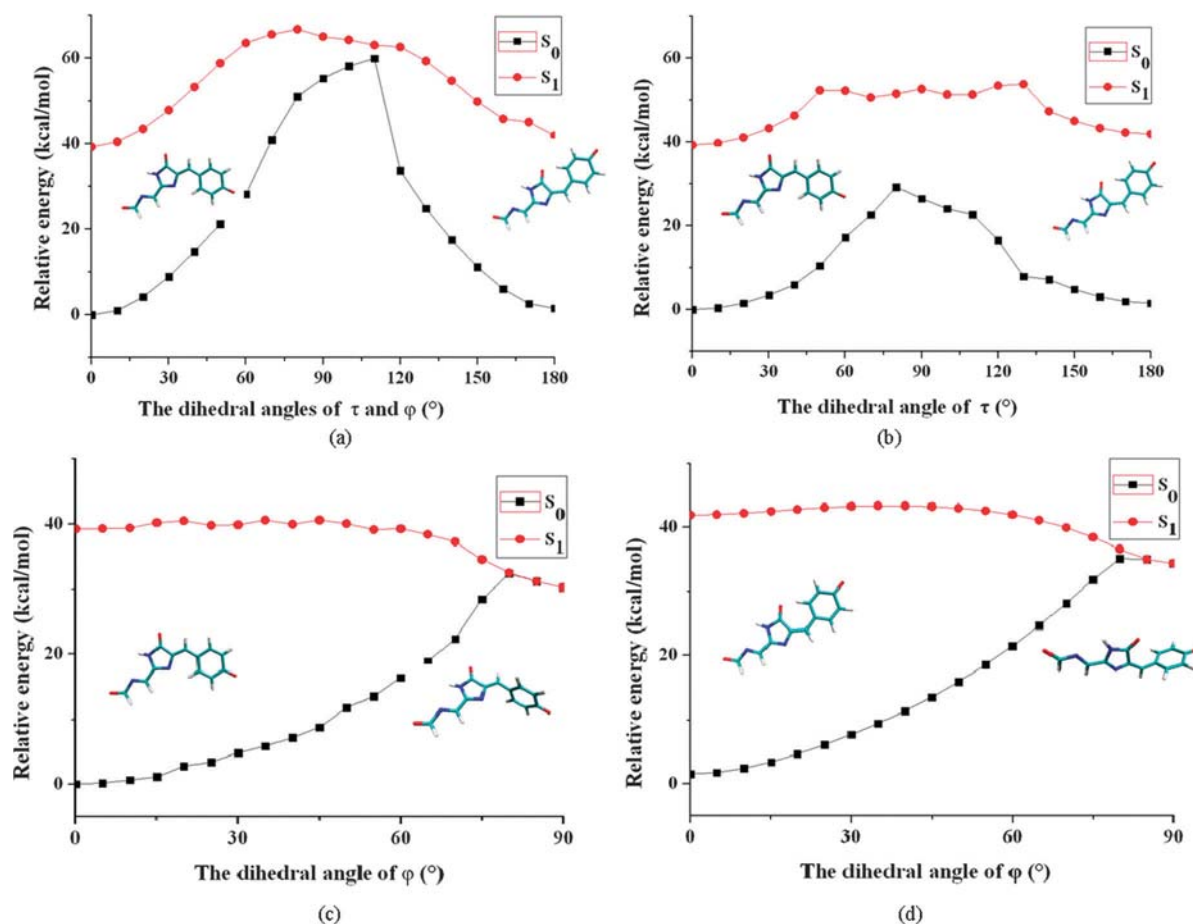 S0
S1
60
40
20
0
Relative energy (kcal/mol)
0 30 60 90 120 150 180
The dihedral angles of τ and φ (°)
(a)
S0
S1
60
40
20
0
Relative energy (kcal/mol)
0 30 60 90 120 150 180
The dihedral angle of τ (°)
(b)
S0
S1
40
20
0
Relative energy (kcal/mol)
0 30 60 90
The dihedral angle of φ (°)
(c)
S0
S1
40
20
0
Relative energy (kcal/mol)
0 30 60 90
The dihedral angle of φ (°)
(d)